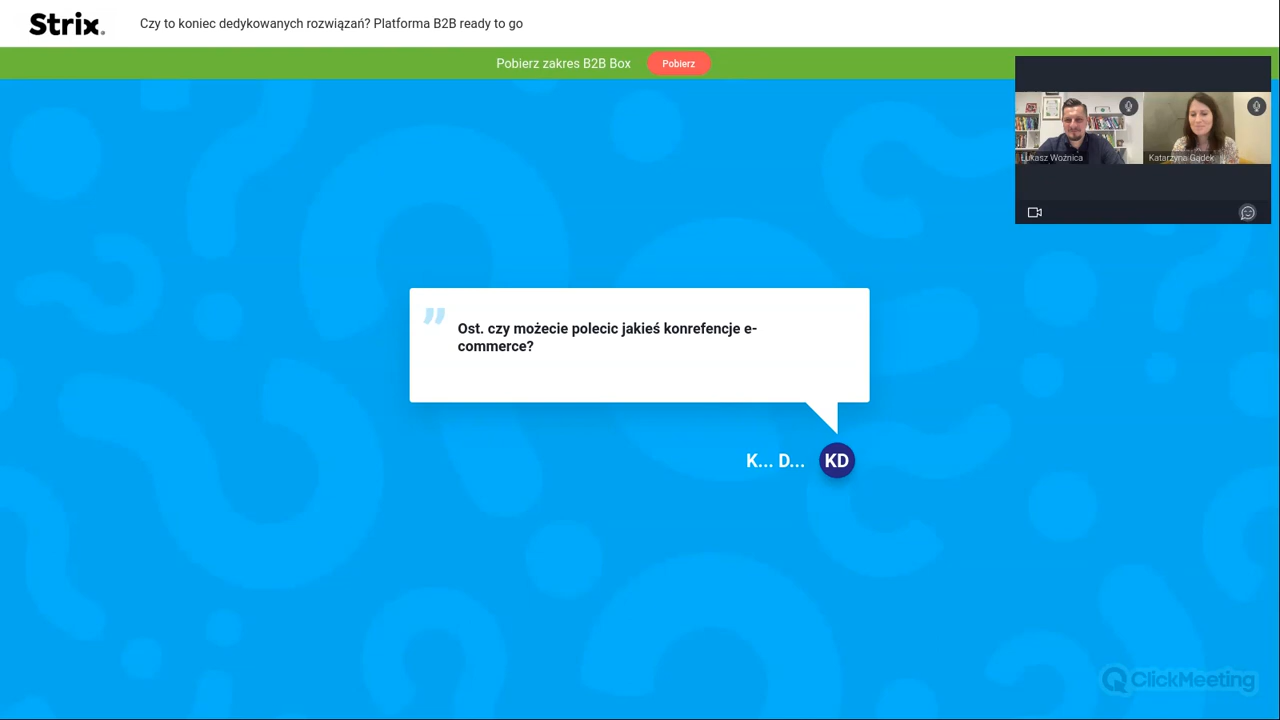 Strix
Czy to koniec dedykowanych rozwiązań? Platforma B2B ready to go
Pobierz zakres B2B Box
Pobierz
Łukasz Woźnica
Katarzyna Gądek
Ost. czy możecie polecic jakieś konrefencje e-
commerce?
K... D...
KD
ClickMeeting